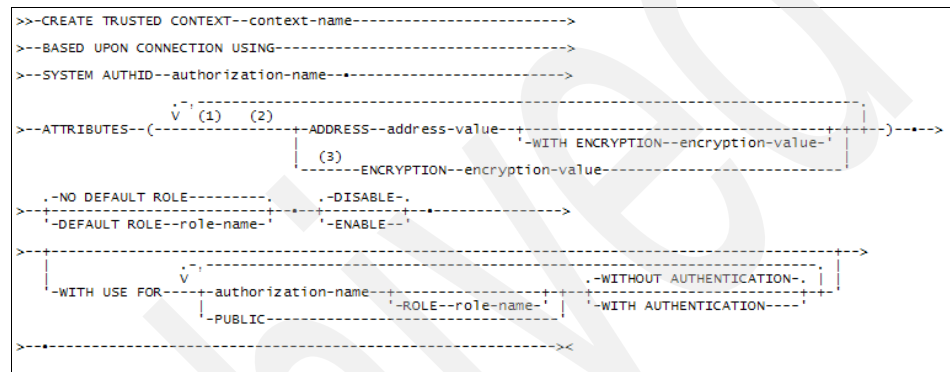 >>-CREATE TRUSTED CONTEXT--context-name--------------------------->
>--BASED UPON CONNECTION USING------------------------------------->
>--SYSTEM AUTHID--authorization-name--•---------------------------->
.-,-----------------------------------------------------------------------------------.
V (1) (2) |
>--ATTRIBUTES--(----------------+-ADDRESS--address-value--+-------------------------------------+-+-+--)--•-->
| '-WITH ENCRYPTION--encryption-value-' |
| (3) |
'-------ENCRYPTION--encryption-value------------------------------'
.-NO DEFAULT ROLE---------. .-DISABLE-.
>--+-------------------------+--•--+---------+--•----------------->
'-DEFAULT ROLE--role-name-' '-ENABLE--'
>--+----------------------------------------------------------------------------------------------------+-->
| .-,------------------------------------------------------------------------------. |
| V .-WITHOUT AUTHENTICATION-. | |
'-WITH USE FOR----+-authorization-name--+------------------+-+--+------------------------+-+-'
| '-ROLE--role-name-' | '-WITH AUTHENTICATION----'
'-PUBLIC-------------------------------------'
>--•---------------------------------------------------------------><